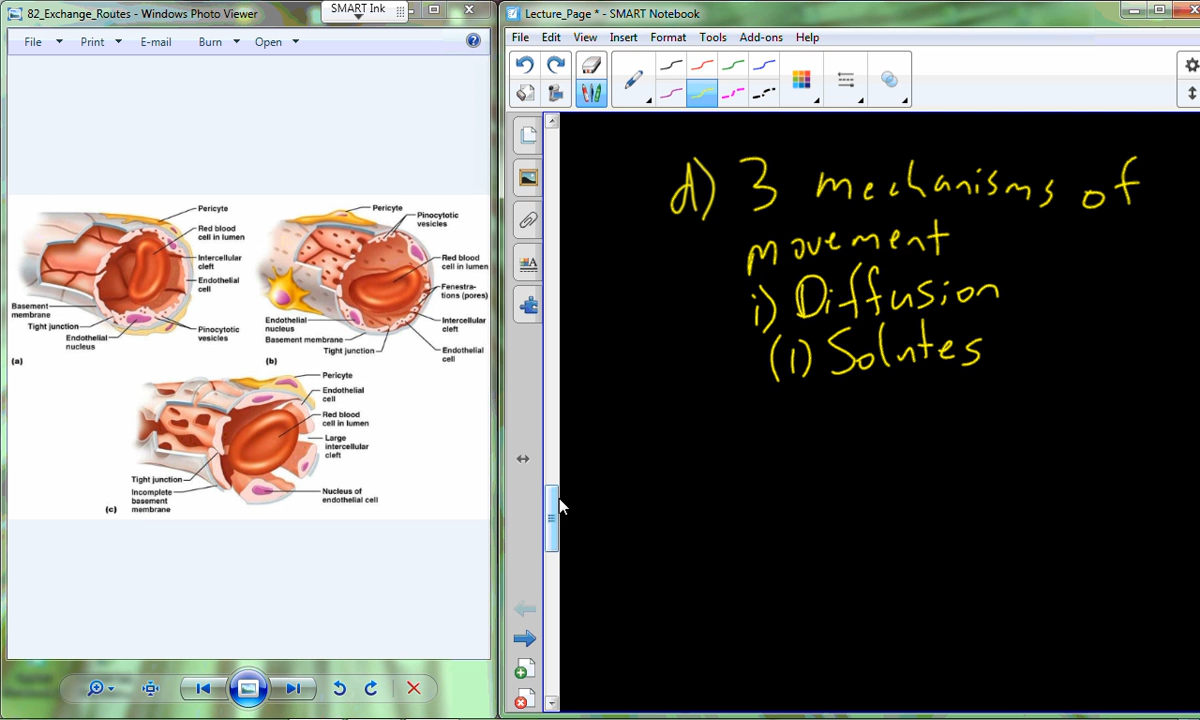 82_Exchange_Routes - Windows Photo Viewer
SMART Ink
File Print E-mail Burn Open
Pericyte
Red blood
cell in lumen
Intercellular
cleft
Endothelial
cell
Basement
membrane
Tight junction
Endothelial
nucleus
Pinocytotic
vesicles
(a)
Pericyte
Pinocytotic
vesicles
Red blood
cell in lumen
Fenestra-
tions (pores)
Intercellular
cleft
Endothelial
nucleus
Basement membrane
Tight junction
Endothelial
cell
(b)
Pericyte
Endothelial
cell
Red blood
cell in lumen
Large
intercellular
cleft
Tight junction
Incomplete
basement
membrane
Nucleus of
endothelial cell
(c)
Lecture_Page * - SMART Notebook
File Edit View Insert Format Tools Add-ons Help
d) 3 mechanisms of
movement
i) Diffusion
(1) Solutes